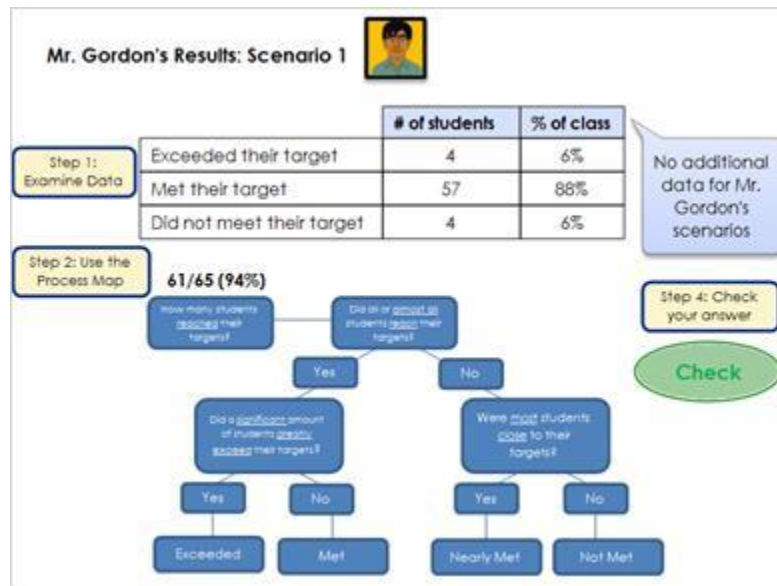 Mr. Gordon's Results: Scenario 1
# of students % of class
Step 1:
Examine Data
Exceeded their target 4 6%
Met their target 57 88%
Did not meet their target 4 6%
No additional
data for Mr.
Gordon's
scenarios
Step 2: Use the
Process Map
61/65 (94%)
How many students
reached their
targets?
Did all or almost all
students reach their
targets?
Step 4: Check
your answer
Check
Yes
No
Did a significant amount
of students greatly
exceed their targets?
Were most students
close to their
targets?
Yes
No
Yes
No
Exceeded
Met
Nearly Met
Not Met